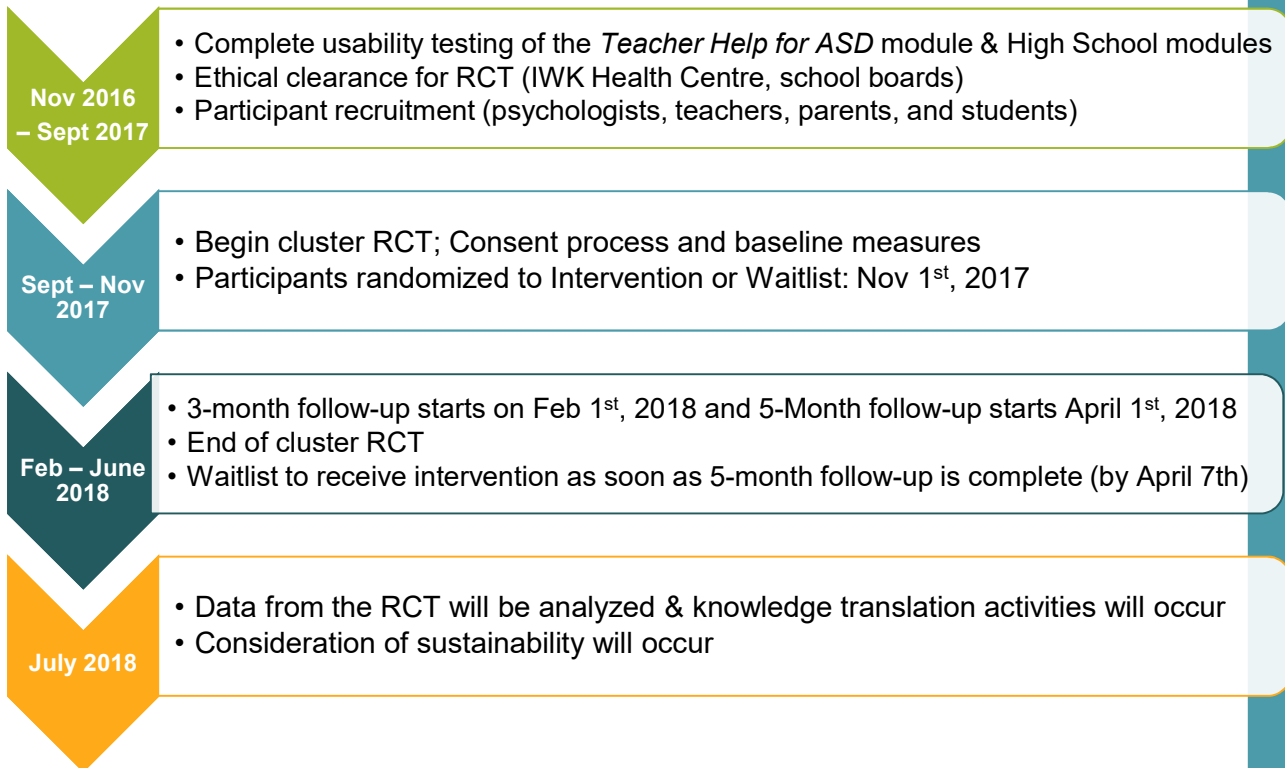 Nov 2016
– Sept 2017
• Complete usability testing of the Teacher Help for ASD module & High School modules
• Ethical clearance for RCT (IWK Health Centre, school boards)
• Participant recruitment (psychologists, teachers, parents, and students)
Sept – Nov
2017
• Begin cluster RCT; Consent process and baseline measures
• Participants randomized to Intervention or Waitlist: Nov 1st, 2017
Feb – June
2018
• 3-month follow-up starts on Feb 1st, 2018 and 5-Month follow-up starts April 1st, 2018
• End of cluster RCT
• Waitlist to receive intervention as soon as 5-month follow-up is complete (by April 7th)
July 2018
• Data from the RCT will be analyzed & knowledge translation activities will occur
• Consideration of sustainability will occur